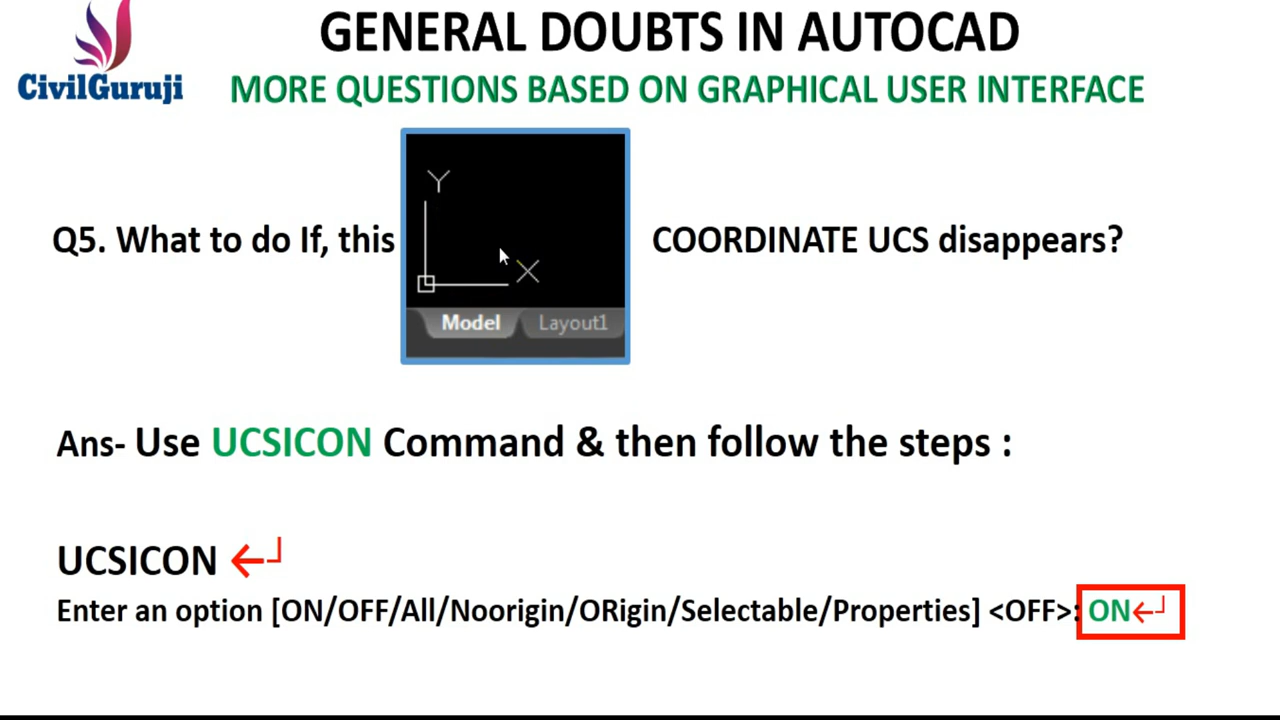 CivilGuruji
GENERAL DOUBTS IN AUTOCAD
MORE QUESTIONS BASED ON GRAPHICAL USER INTERFACE
Y
X
Model Layout1
Q5. What to do If, this COORDINATE UCS disappears?
Ans- Use UCSICON Command & then follow the steps :
UCSICON ←┘
Enter an option [ON/OFF/All/Noorigin/ORigin/Selectable/Properties] <OFF>: ON←┘